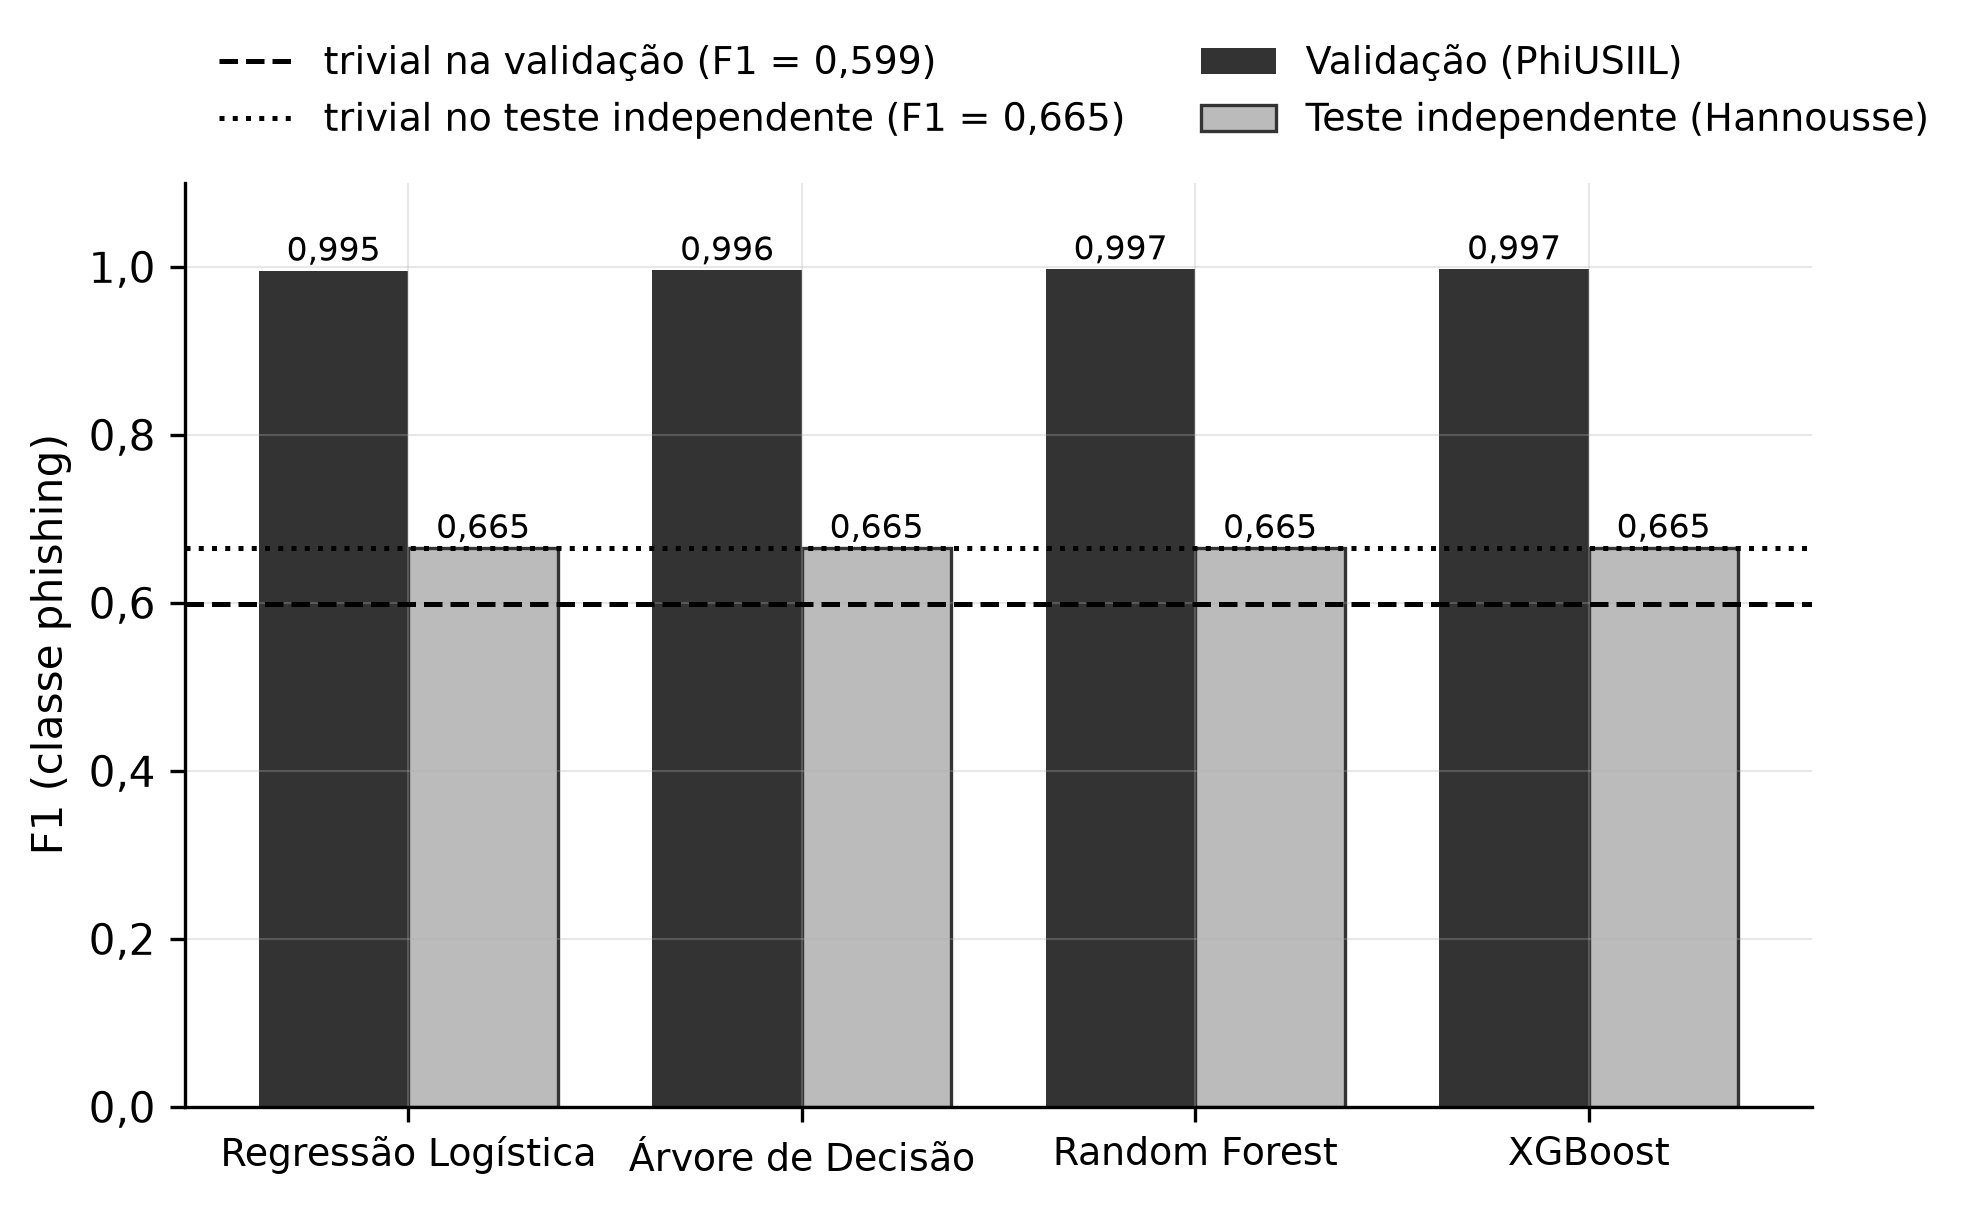 trivial na validação (F1 = 0,599)
trivial no teste independente (F1 = 0,665)
Validação (PhiUSIIL)
Teste independente (Hannousse)
F1 (classe phishing)
1,0
0,8
0,6
0,4
0,2
0,0
0,995
0,996
0,997
0,997
0,665
0,665
0,665
0,665
Regressão Logística
Árvore de Decisão
Random Forest
XGBoost